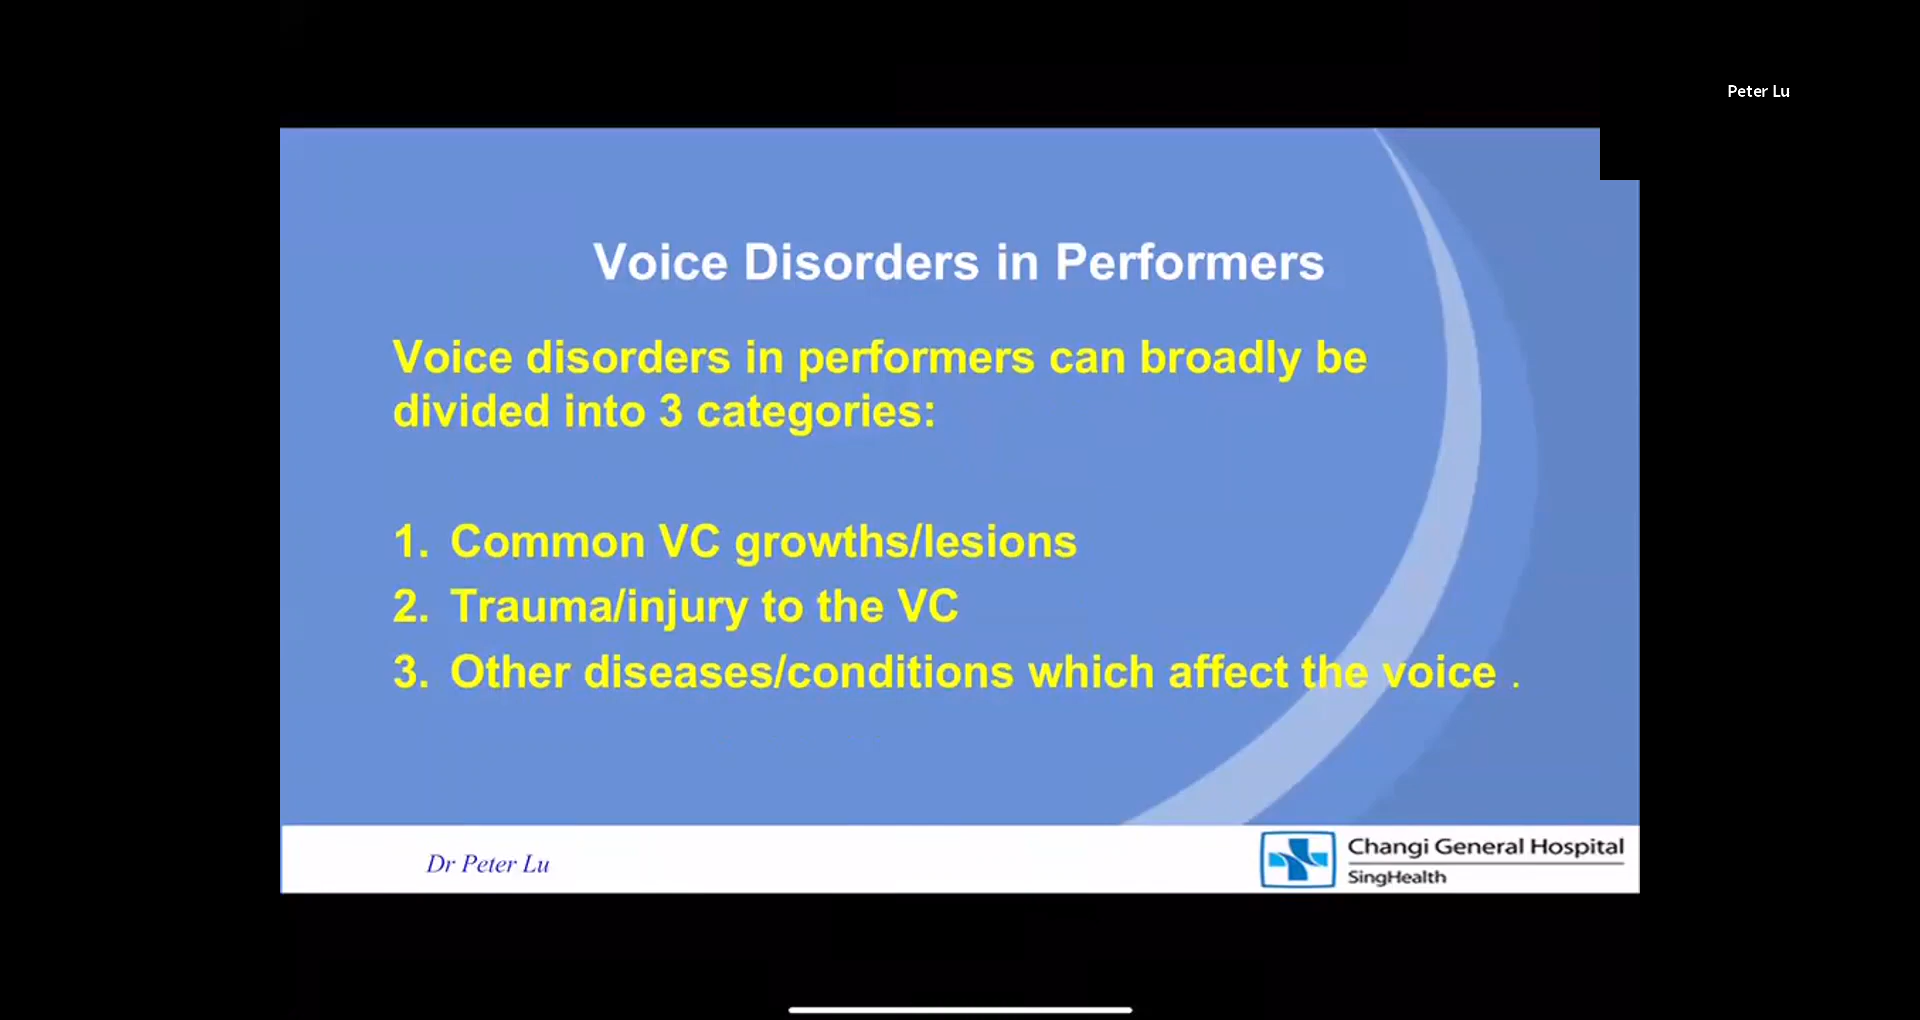 Peter Lu
Voice Disorders in Performers
Voice disorders in performers can broadly be
divided into 3 categories:
1. Common VC growths/lesions
2. Trauma/injury to the VC
3. Other diseases/conditions which affect the voice .
Dr Peter Lu
Changi General Hospital
SingHealth